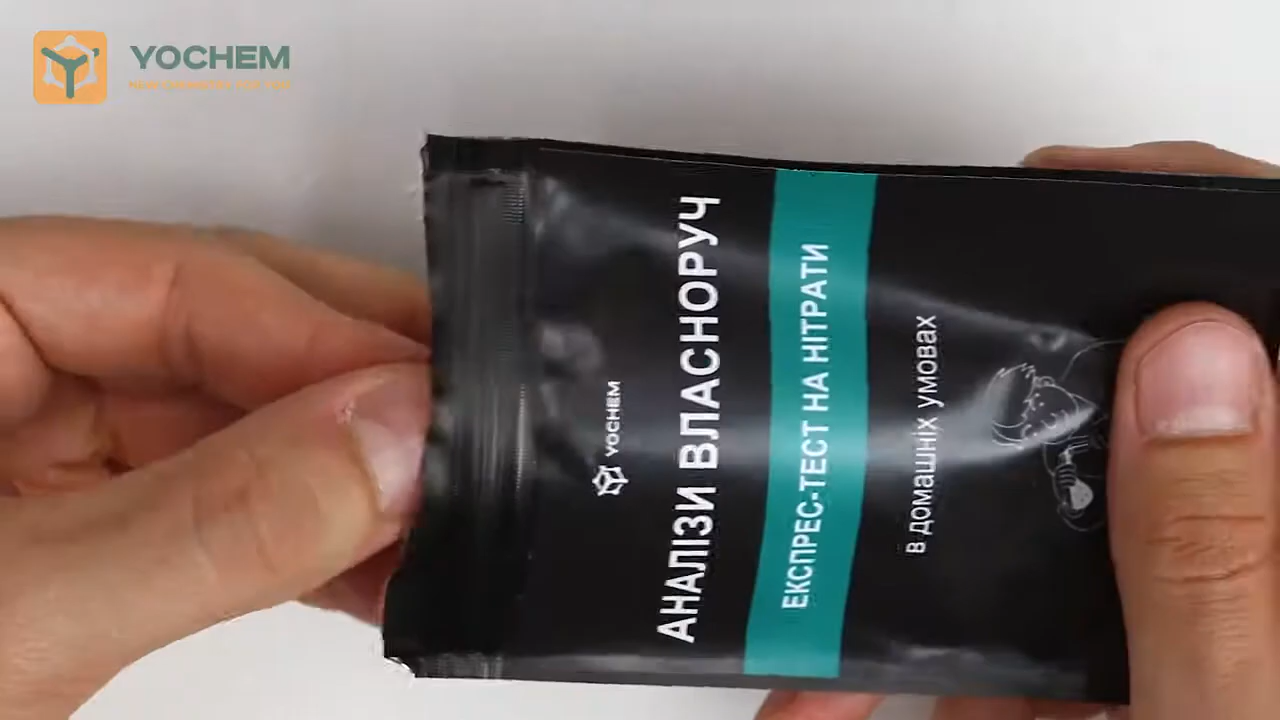 YOCHEM
YOCHEM
АНАЛІЗИ ВЛАСНОРУЧ
ЕКСПРЕС-ТЕСТ НА НІТРАТИ
в домашніх умовах